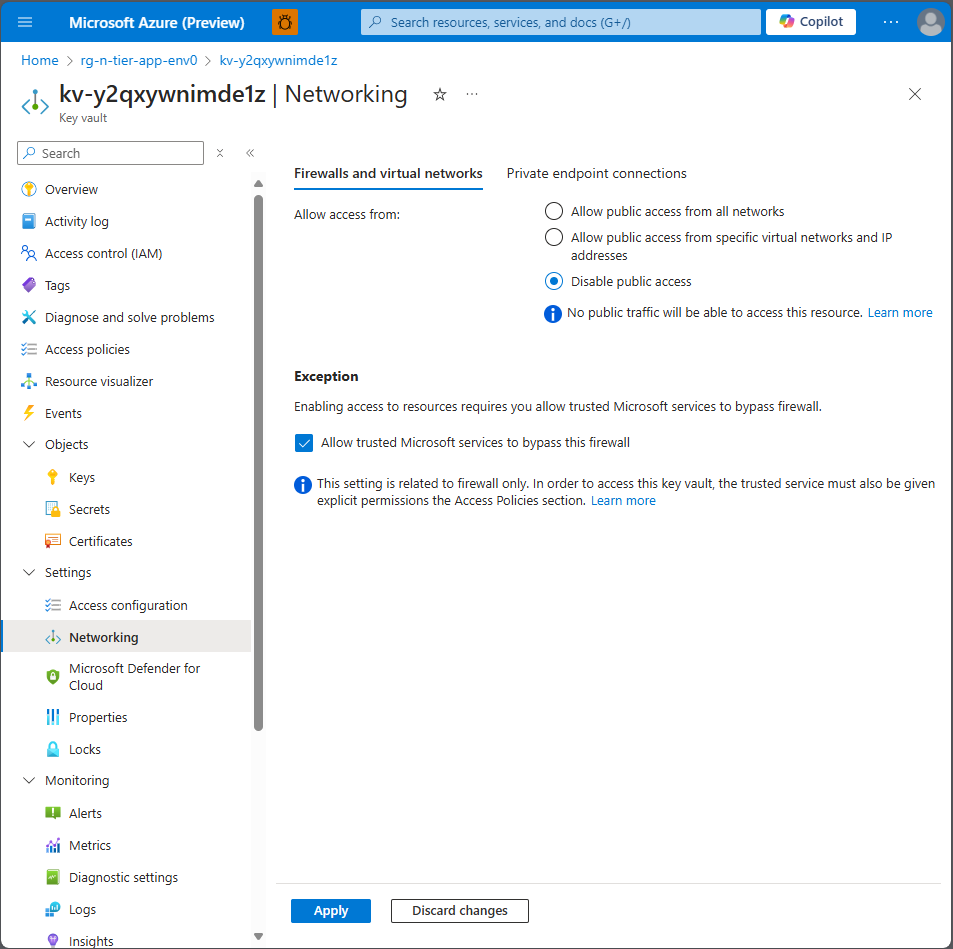 Microsoft Azure (Preview)
Search resources, services, and docs (G+/)
Copilot
Home > rg-n-tier-app-env0 > kv-y2qxywnimde1z
kv-y2qxywnimde1z | Networking
Key vault
Search
Overview
Activity log
Access control (IAM)
Tags
Diagnose and solve problems
Access policies
Resource visualizer
Events
Objects
Keys
Secrets
Certificates
Settings
Access configuration
Networking
Microsoft Defender for
Cloud
Properties
Locks
Monitoring
Alerts
Metrics
Diagnostic settings
Logs
Insights
Firewalls and virtual networks
Private endpoint connections
Allow access from:
Allow public access from all networks
Allow public access from specific virtual networks and IP
addresses
Disable public access
No public traffic will be able to access this resource. Learn more
Exception
Enabling access to resources requires you allow trusted Microsoft services to bypass firewall.
Allow trusted Microsoft services to bypass this firewall
This setting is related to firewall only. In order to access this key vault, the trusted service must also be given
explicit permissions the Access Policies section. Learn more
Apply
Discard changes